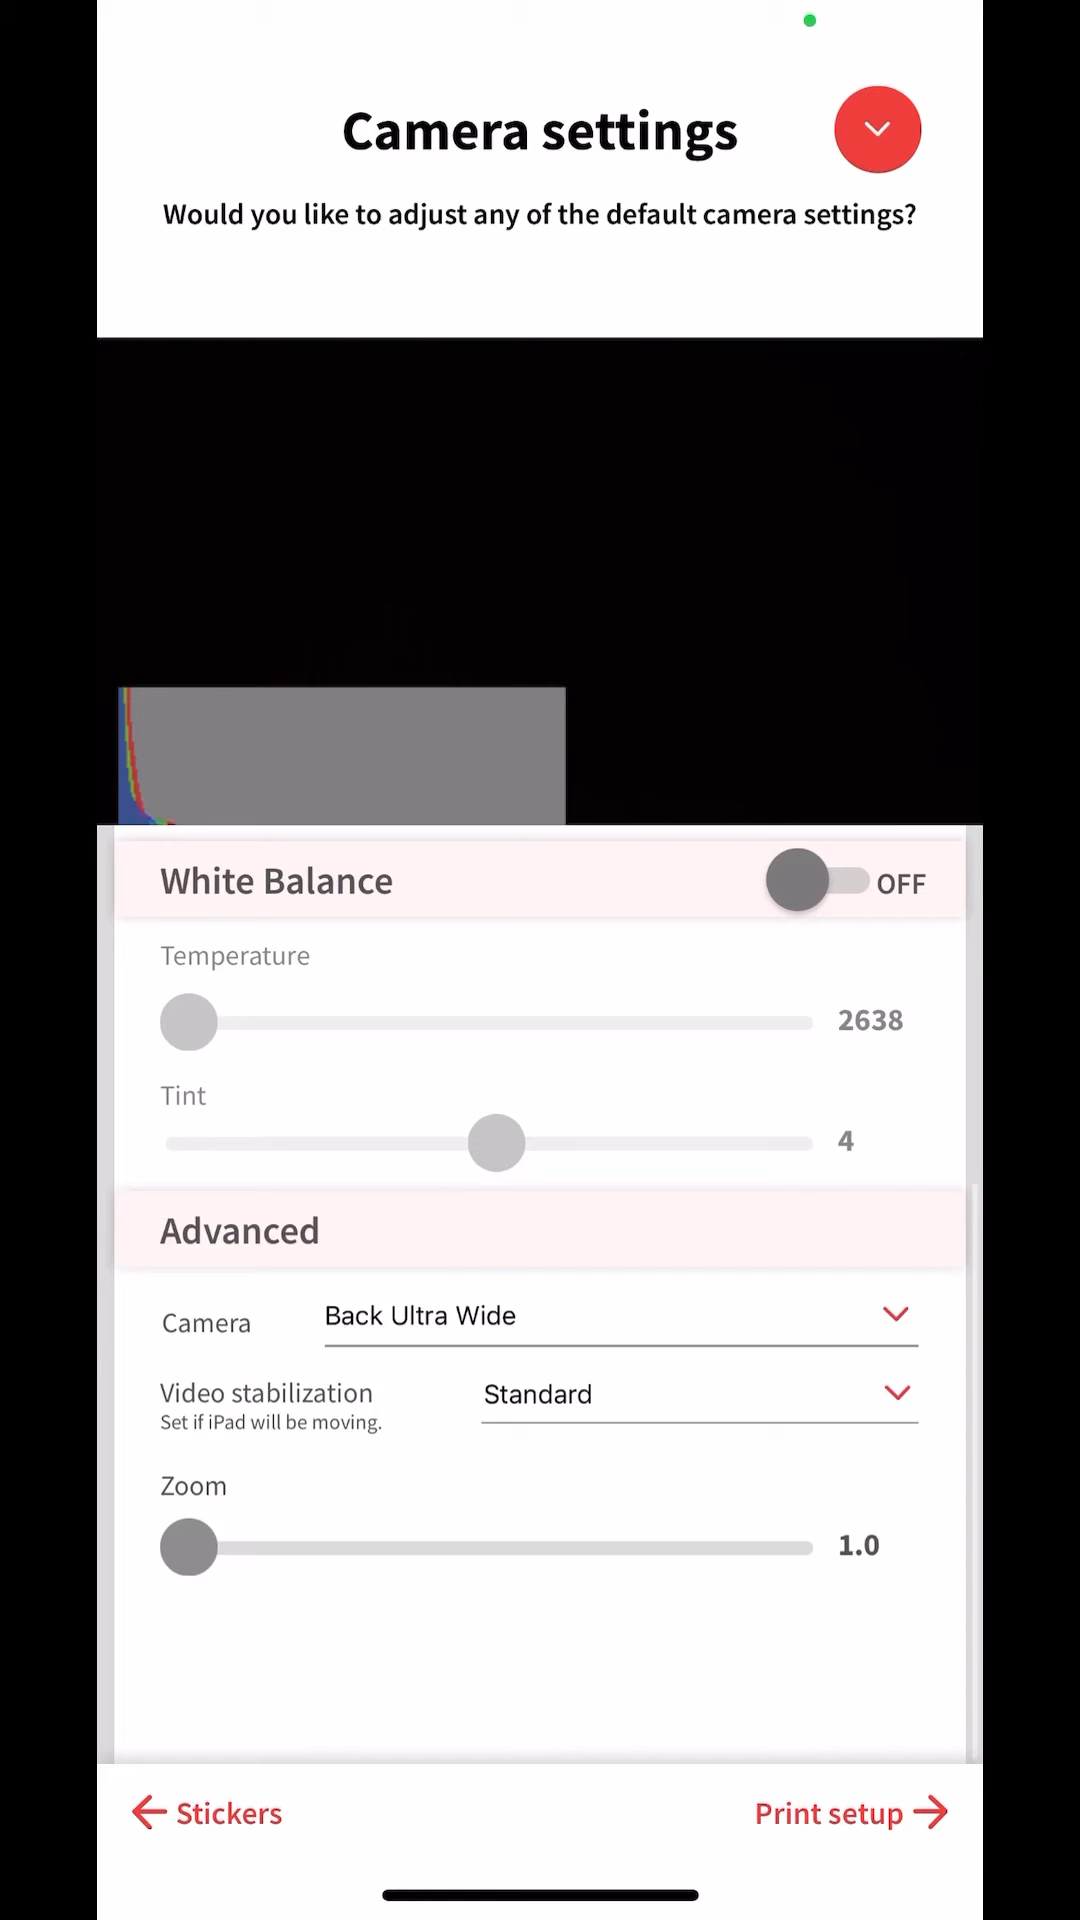 Camera settings
Would you like to adjust any of the default camera settings?
White Balance
OFF
Temperature
2638
Tint
4
Advanced
Camera
Back Ultra Wide
Video stabilization
Standard
Set if iPad will be moving.
Zoom
1.0
Stickers
Print setup